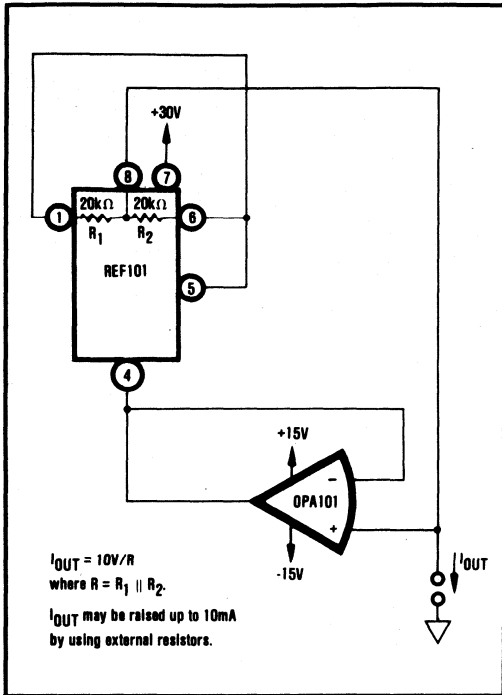 +30V
8
7
20kΩ
20kΩ
1
6
R1
R2
REF101
5
4
+15V
−
OPA101
+
-15V
IOUT
IOUT = 10V/R
where R = R1 || R2.
IOUT may be raised up to 10mA
by using external resistors.